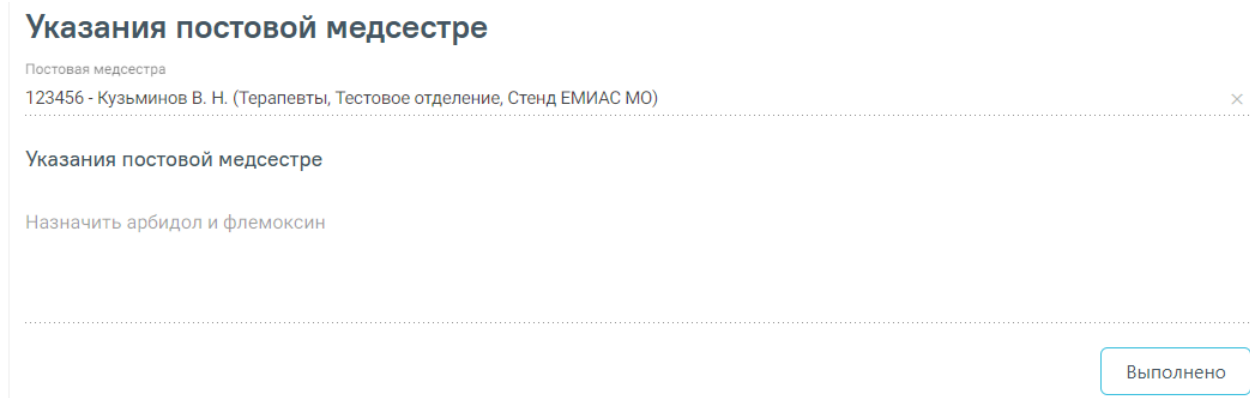 Указания постовой медсестре
Постовая медсестра
123456 - Кузьминов В. Н. (Терапевты, Тестовое отделение, Стенд ЕМИАС МО)
Указания постовой медсестре
Назначить арбидол и флемоксин
Выполнено